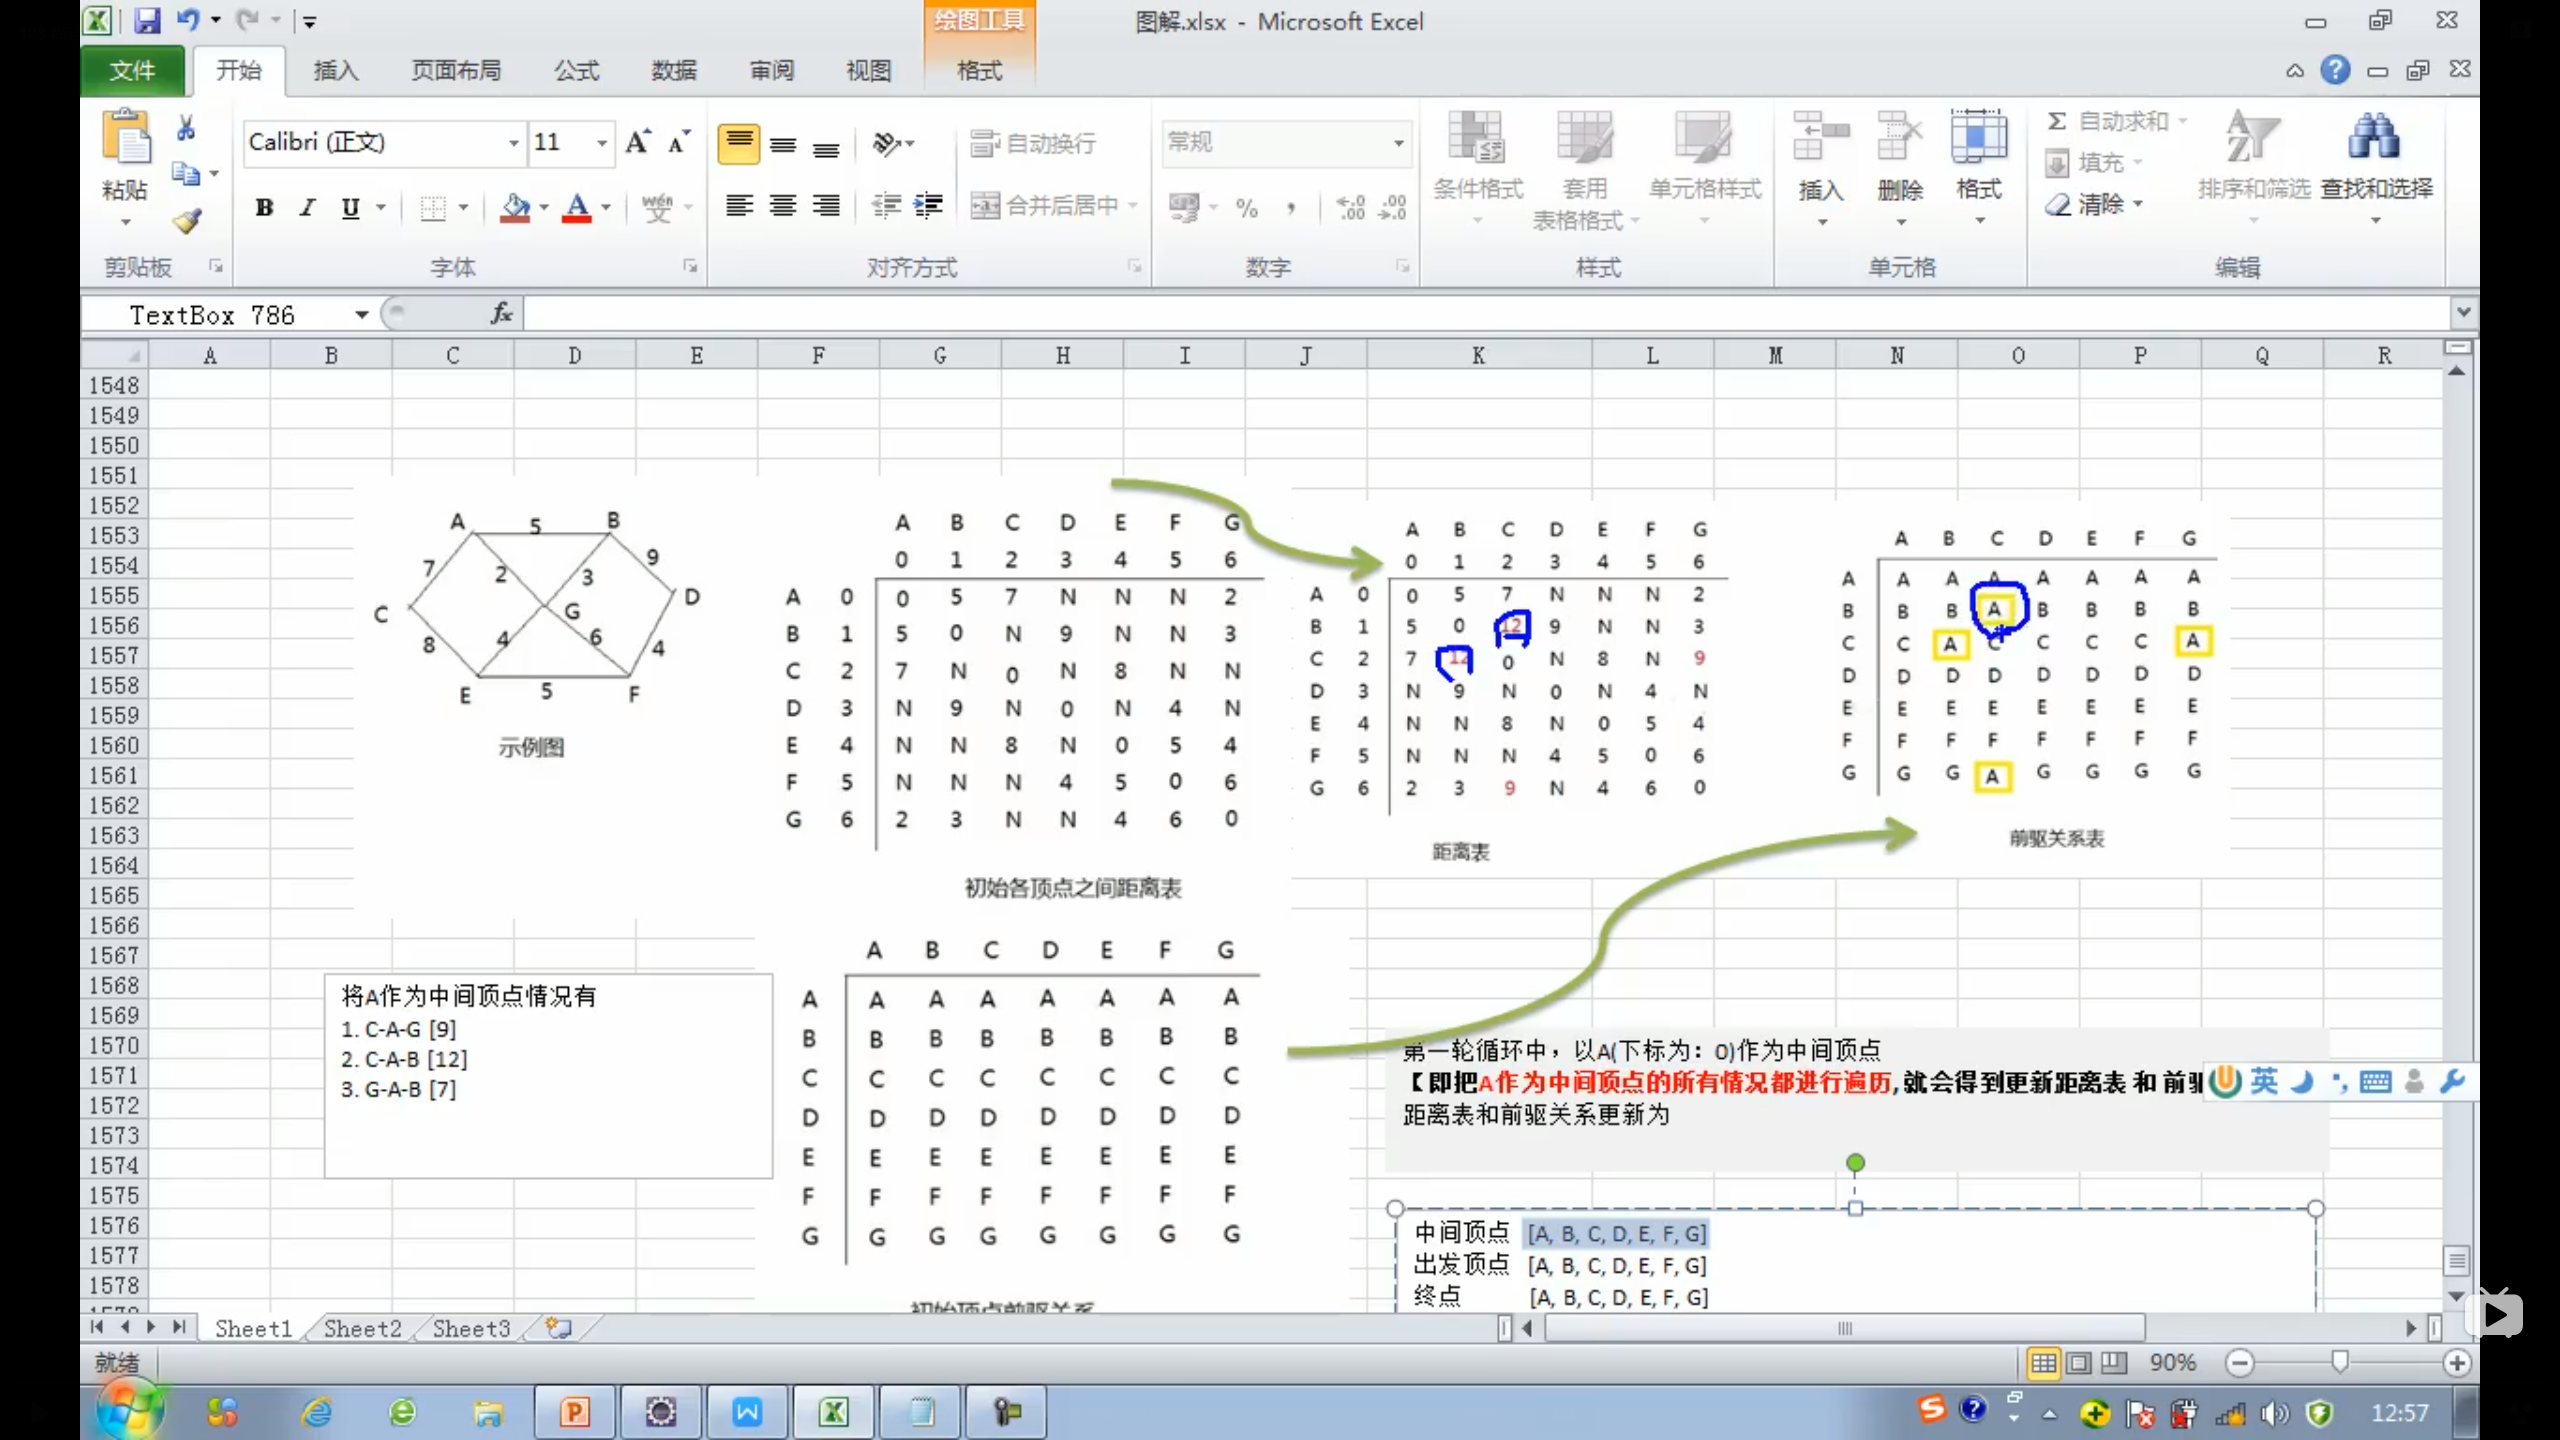 绘图工具
图解.xlsx - Microsoft Excel
文件 开始 插入 页面布局 公式 数据 审阅 视图 格式
粘贴
Calibri (正文) 11
B I U
wén 文
自动换行
合并后居中
常规
条件格式
套用
表格格式
单元格样式
插入
删除
格式
Σ 自动求和
填充
清除
排序和筛选
查找和选择
剪贴板 字体 对齐方式 数字 样式 单元格 编辑
TextBox 786
fx
A B C D E F G H I J K L M N O P Q R
1548
1549
1550
1551
1552
1553
1554
1555
1556
1557
1558
1559
1560
1561
1562
1563
1564
1565
1566
1567
1568
1569
1570
1571
1572
1573
1574
1575
1576
1577
1578
A 5 B
7 2 3 9
C G D
8 4 6 4
E 5 F
示例图
A B C D E F G
0 1 2 3 4 5 6
A 0 0 5 7 N N N 2
B 1 5 0 N 9 N N 3
C 2 7 N 0 N 8 N N
D 3 N 9 N 0 N 4 N
E 4 N N 8 N 0 5 4
F 5 N N N 4 5 0 6
G 6 2 3 N N 4 6 0
初始各顶点之间距离表
A B C D E F G
0 1 2 3 4 5 6
A 0 0 5 7 N N N 2
B 1 5 0 12 9 N N 3
C 2 7 12 0 N 8 N 9
D 3 N 9 N 0 N 4 N
E 4 N N 8 N 0 5 4
F 5 N N N 4 5 0 6
G 6 2 3 9 N 4 6 0
距离表
A B C D E F G
A A A A A A A A
B B B A B B B B
C C A C C C C A
D D D D D D D D
E E E E E E E E
F F F F F F F F
G G G A G G G G
前驱关系表
将A作为中间顶点情况有
1. C-A-G [9]
2. C-A-B [12]
3. G-A-B [7]
A B C D E F G
A A A A A A A A
B B B B B B B B
C C C C C C C C
D D D D D D D D
E E E E E E E E
F F F F F F F F
G G G G G G G G
初始顶点前驱关系
第一轮循环中，以A(下标为：0)作为中间顶点
【即把A作为中间顶点的所有情况都进行遍历,就会得到更新距离表 和 前驱
距离表和前驱关系更新为
英
中间顶点 [A, B, C, D, E, F, G]
出发顶点 [A, B, C, D, E, F, G]
终点 [A, B, C, D, E, F, G]
Sheet1 Sheet2 Sheet3
就绪
90%
12:57